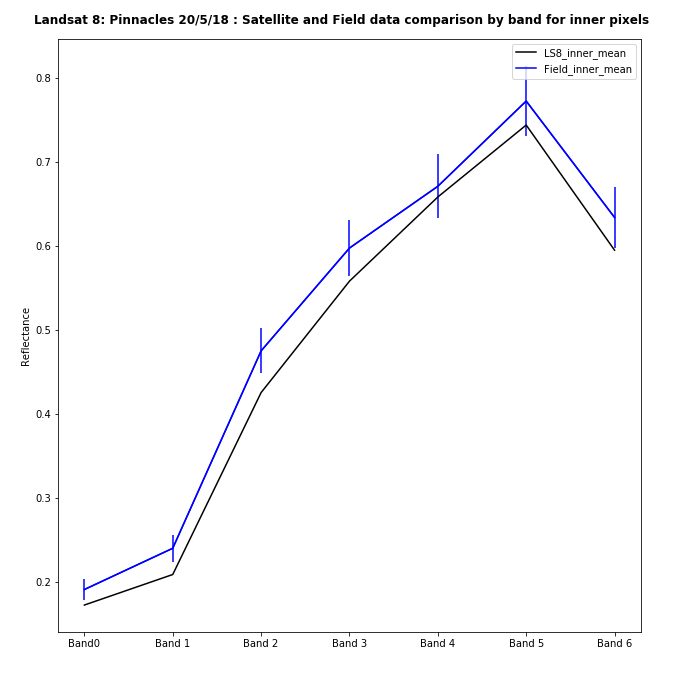 Landsat 8: Pinnacles 20/5/18 : Satellite and Field data comparison by band for inner pixels
LS8_inner_mean
Field_inner_mean
0.8
0.7
0.6
0.5
0.4
0.3
0.2
Reflectance
Band0 Band 1 Band 2 Band 3 Band 4 Band 5 Band 6